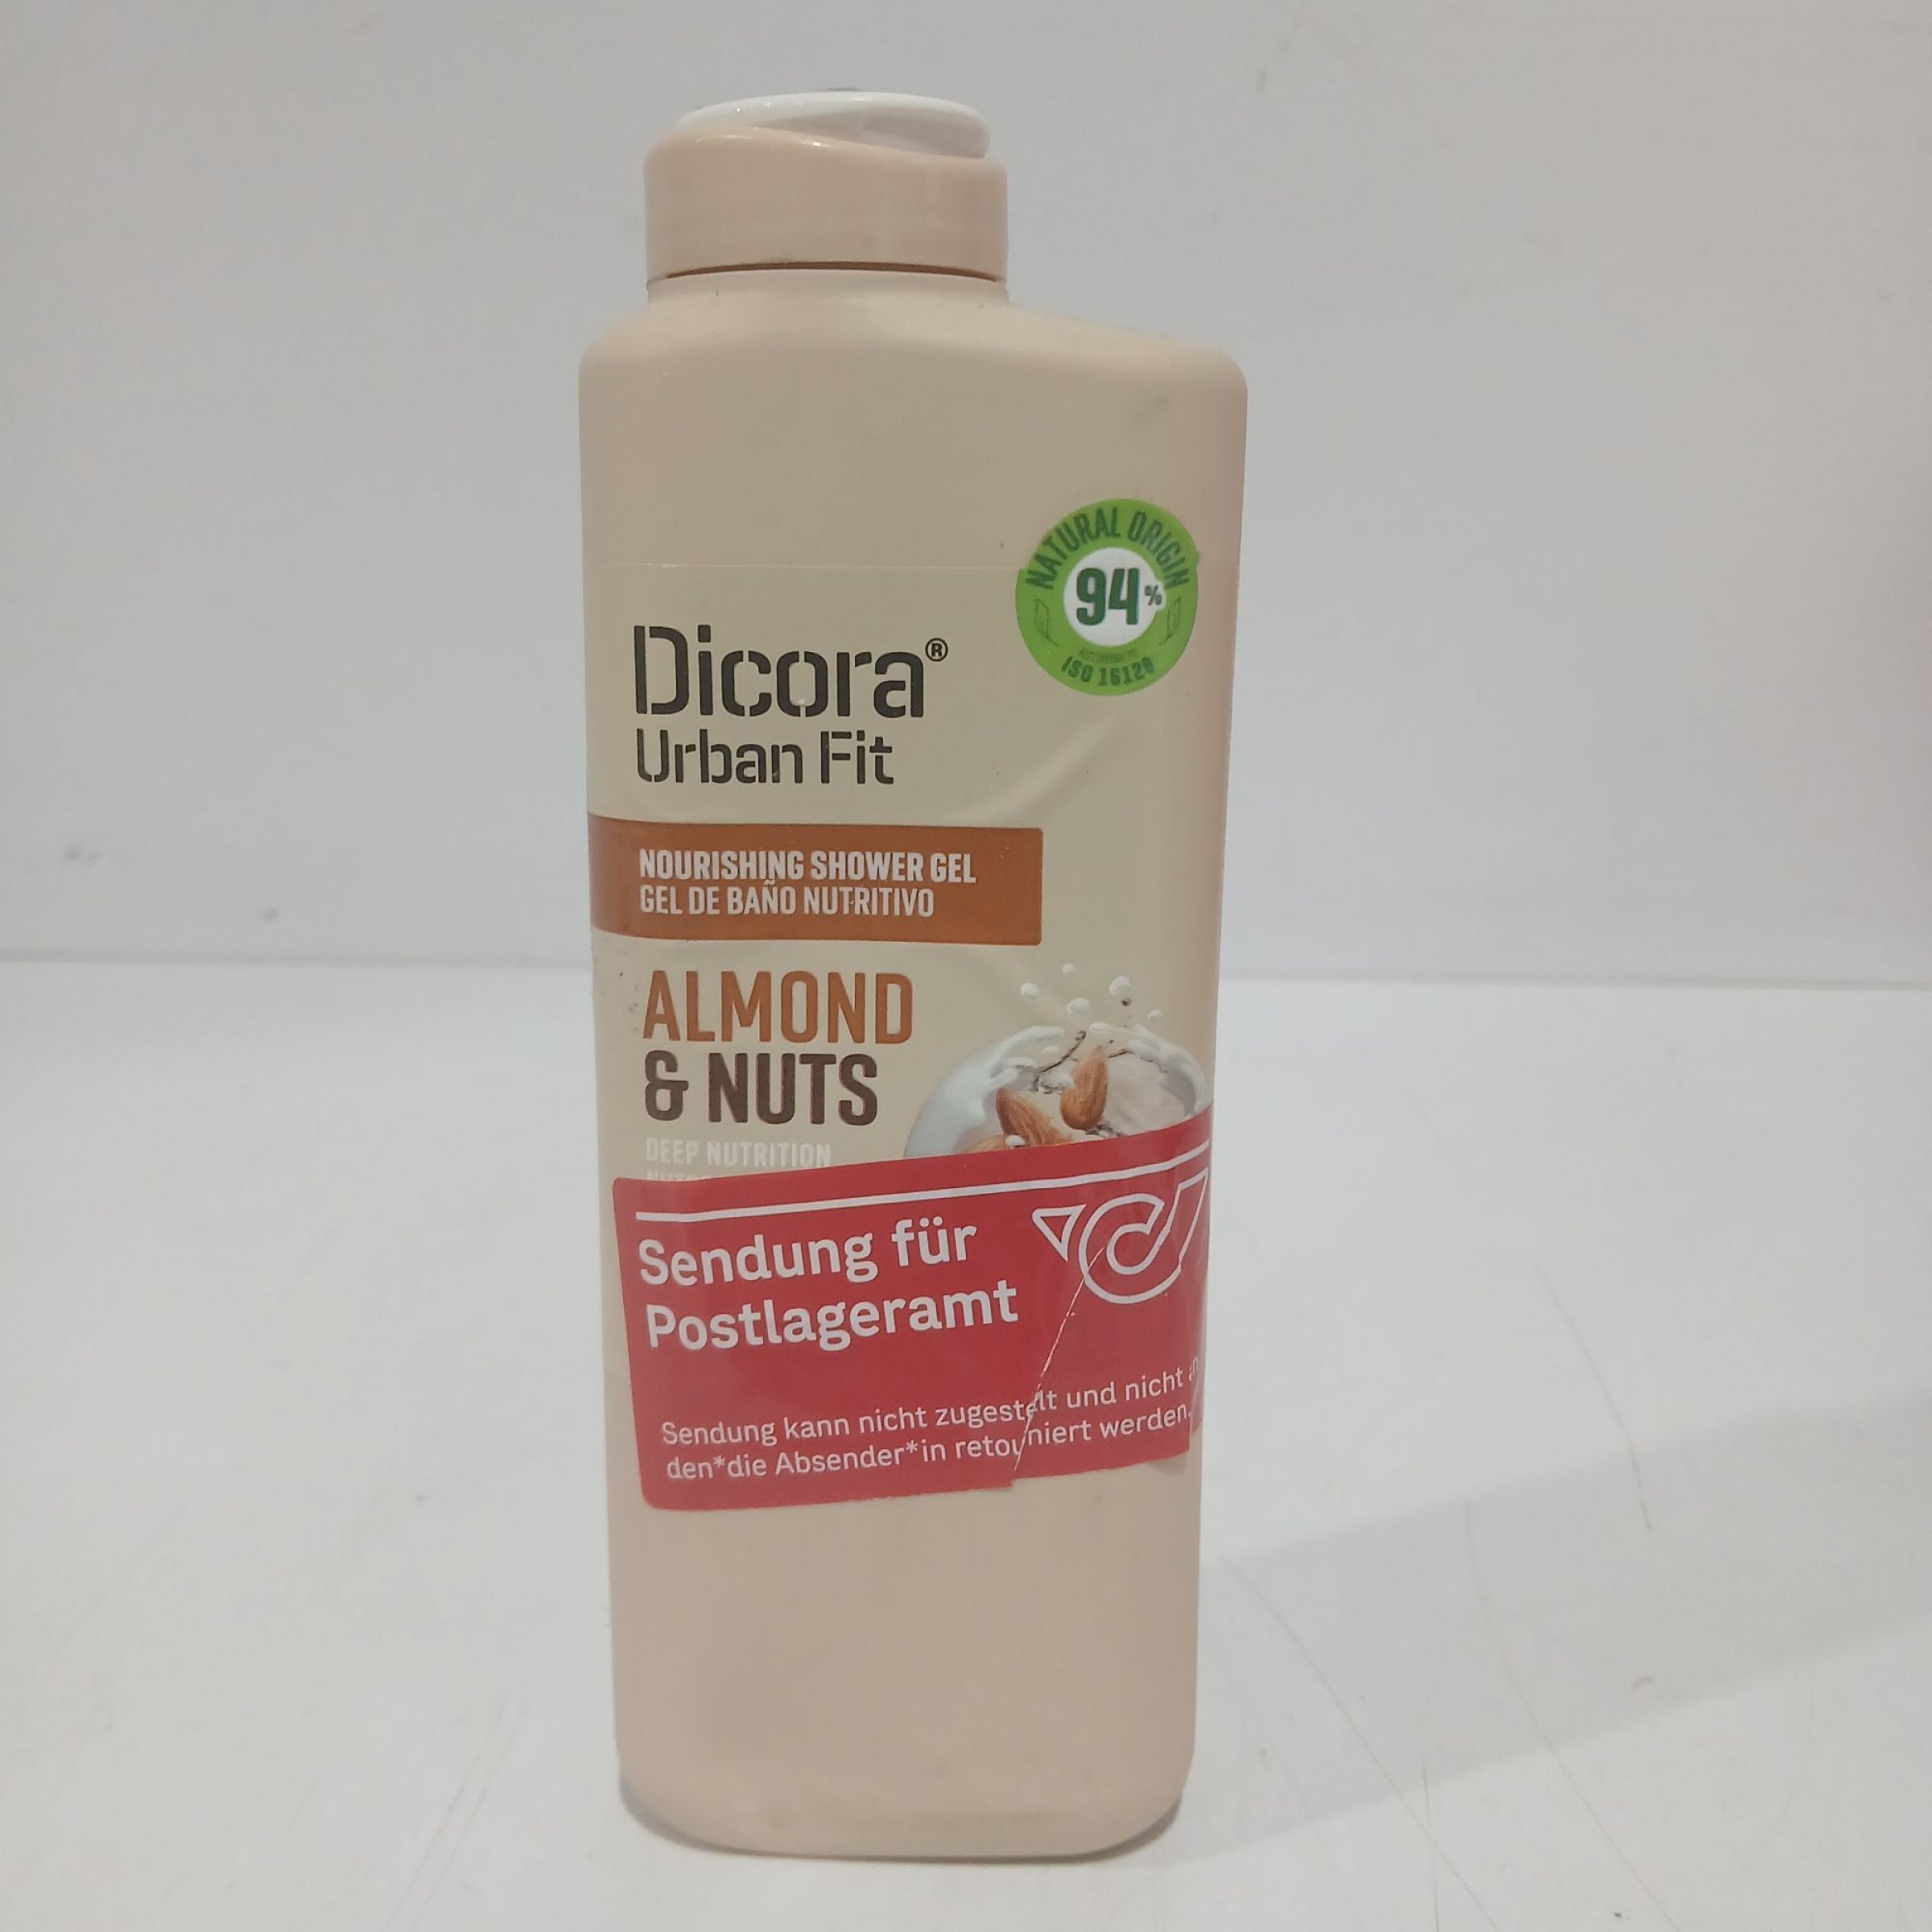 NATURAL ORIGIN
94%
ISO 16128
Dicora®
Urban Fit
NOURISHING SHOWER GEL
GEL DE BAÑO NUTRITIVO
ALMOND
& NUTS
DEEP NUTRITION
Sendung für
Postlageramt
Sendung kann nicht zugestellt und nicht an
den*die Absender*in retourniert werden.